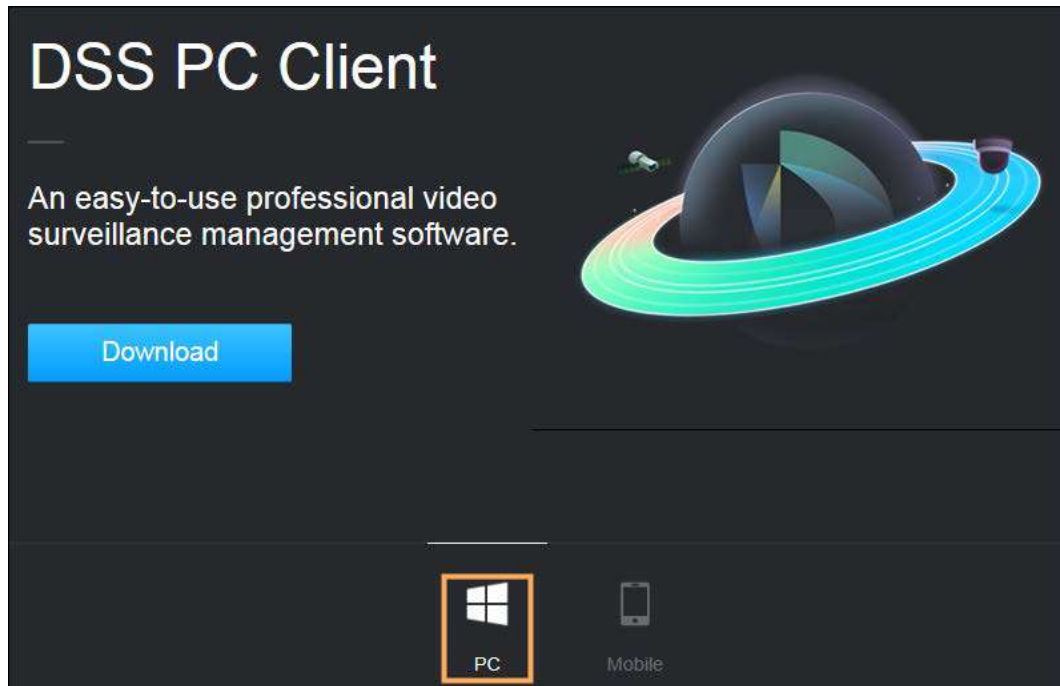 DSS PC Client
An easy-to-use professional video
surveillance management software.
Download
PC
Mobile